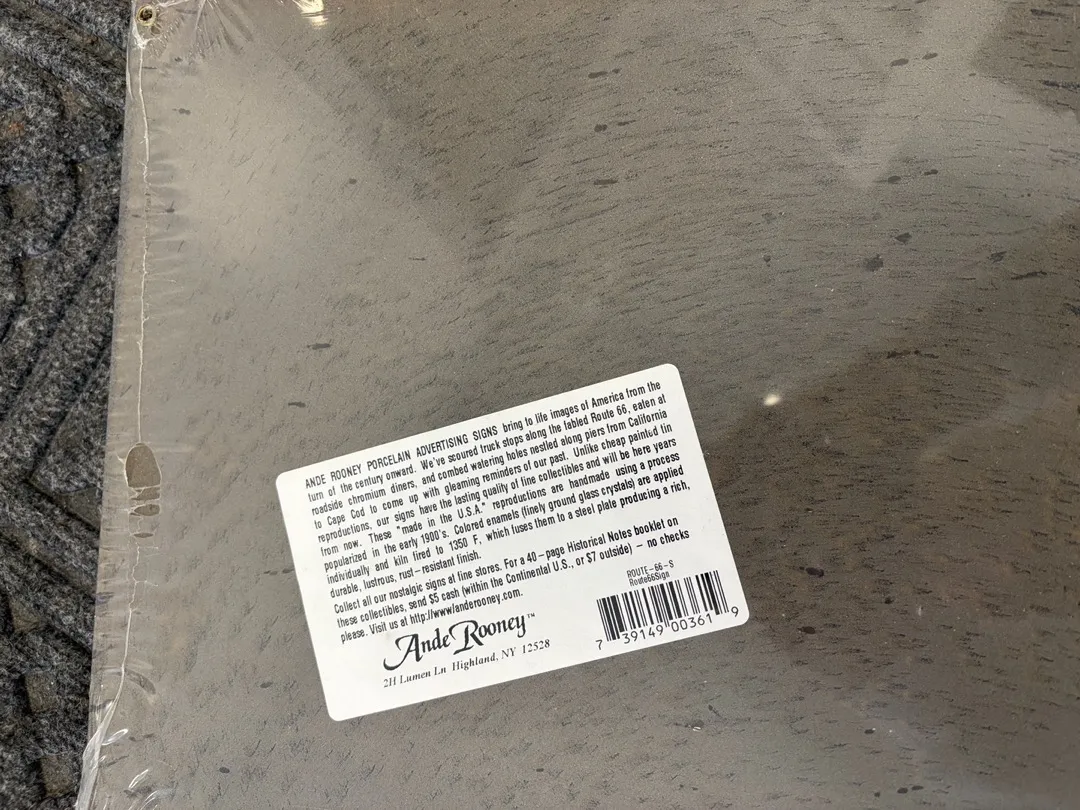 ANDE ROONEY PORCELAIN ADVERTISING SIGNS bring to life images of America from the
turn of the century onward. We've scoured truck stops along the fabled Route 66, eaten at
roadside chromium diners, and combed watering holes nestled along piers from California
to Cape Cod to come up with gleaming reminders of our past. Unlike cheap painted tin
reproductions, our signs have the lasting quality of fine collectibles and will be here years
from now. These "made in the U.S.A." reproductions are handmade using a process
popularized in the early 1900's. Colored enamels (finely ground glass crystals) are applied
individually and kiln fired to 1350 F, which fuses them to a steel plate producing a rich,
durable, lustrous, rust-resistant finish.
Collect all our nostalgic signs at fine stores. For a 40-page Historical Notes booklet on
these collectibles, send $5 cash (within the Continental U.S., or $7 outside) - no checks
please. Visit us at http://www/anderooney.com.
Ande Rooney™
2H Lumen Ln Highland, NY 12528
ROUTE-66-S
Route66Sign
7 39149 00361 9